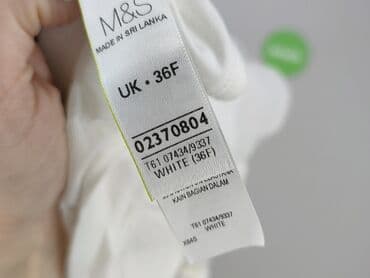 M&S
MADE IN SRI LANKA
UK • 36F
02370804
T61 07434/9337
WHITE (36F)
KAIN BAGIAN DALAM
T61 07434/9337
WHITE